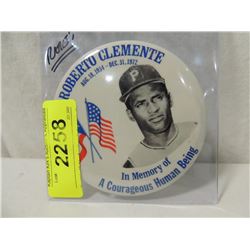 ROBERTO CLEMENTE
AUG. 18, 1934 - DEC. 31, 1972
P
2258
In Memory of
A Courageous Human Being